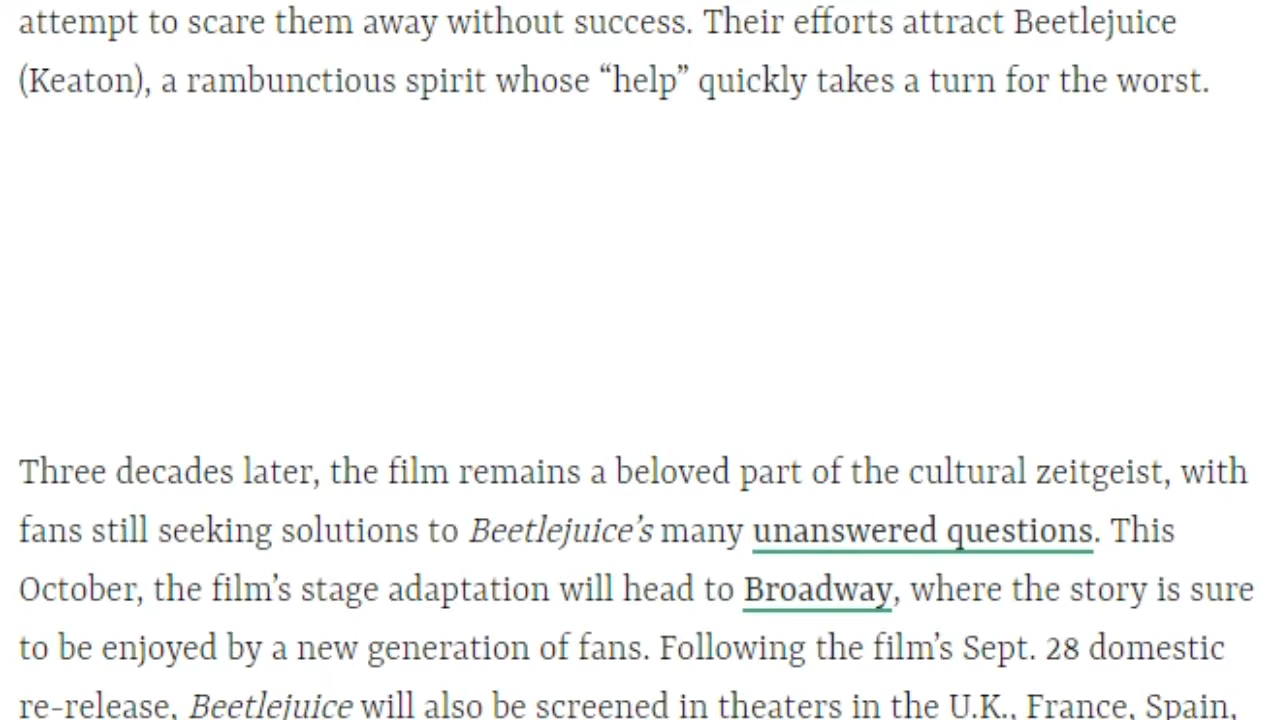 attempt to scare them away without success. Their efforts attract Beetlejuice
(Keaton), a rambunctious spirit whose “help” quickly takes a turn for the worst.
Three decades later, the film remains a beloved part of the cultural zeitgeist, with
fans still seeking solutions to Beetlejuice’s many unanswered questions. This
October, the film’s stage adaptation will head to Broadway, where the story is sure
to be enjoyed by a new generation of fans. Following the film’s Sept. 28 domestic
re-release, Beetlejuice will also be screened in theaters in the U.K., France, Spain,